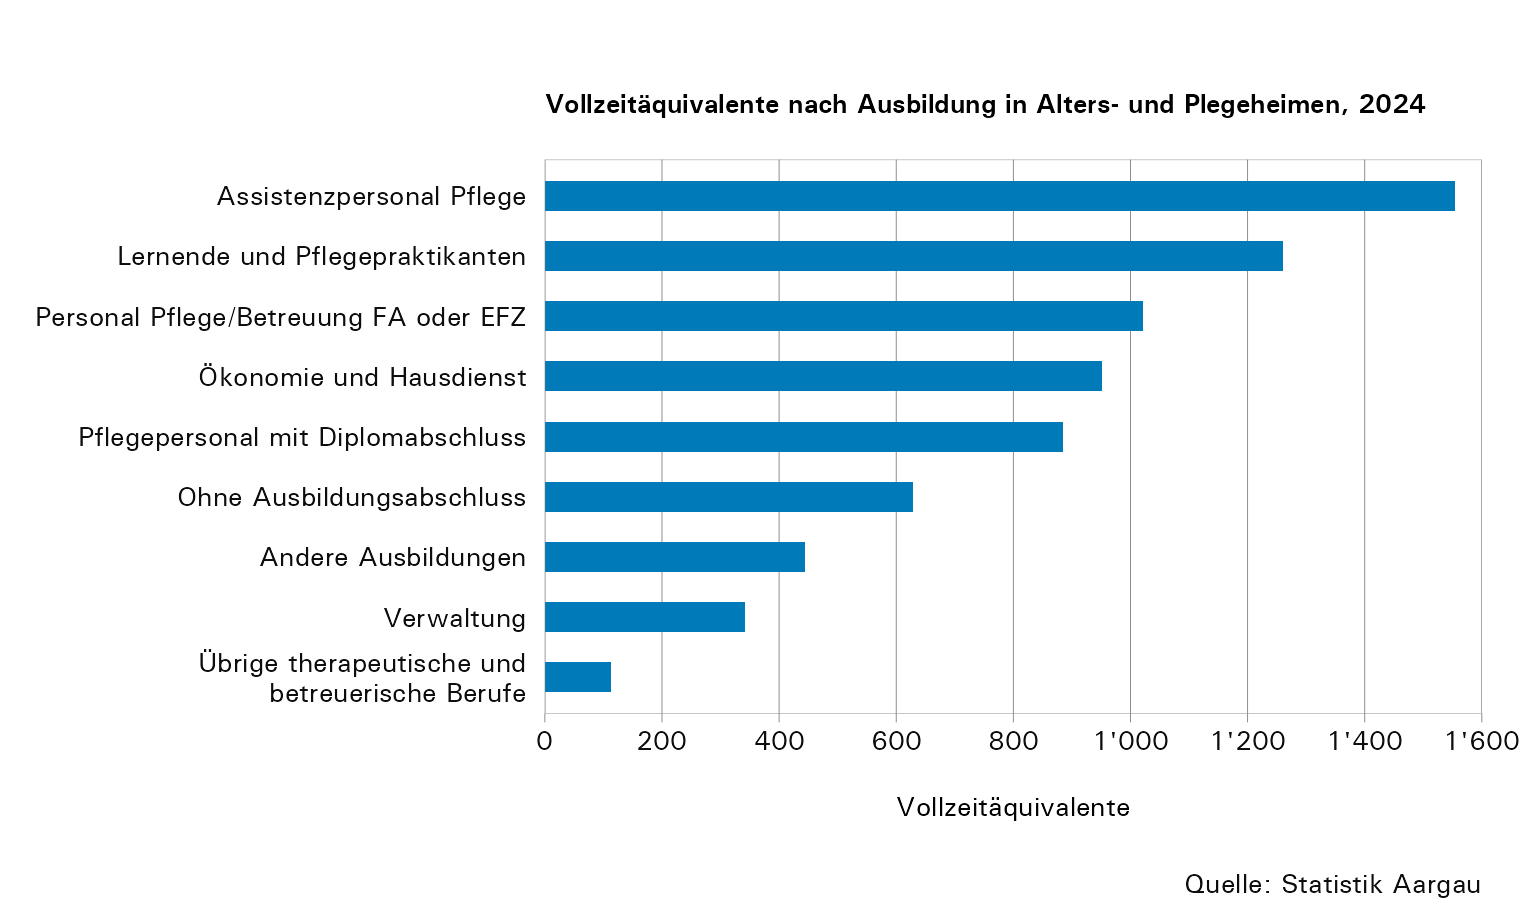 Vollzeitäquivalente nach Ausbildung in Alters- und Plegeheimen, 2024
Assistenzpersonal Pflege
Lernende und Pflegepraktikanten
Personal Pflege/Betreuung FA oder EFZ
Ökonomie und Hausdienst
Pflegepersonal mit Diplomabschluss
Ohne Ausbildungsabschluss
Andere Ausbildungen
Verwaltung
Übrige therapeutische und
betreuerische Berufe
0 200 400 600 800 1'000 1'200 1'400 1'600
Vollzeitäquivalente
Quelle: Statistik Aargau